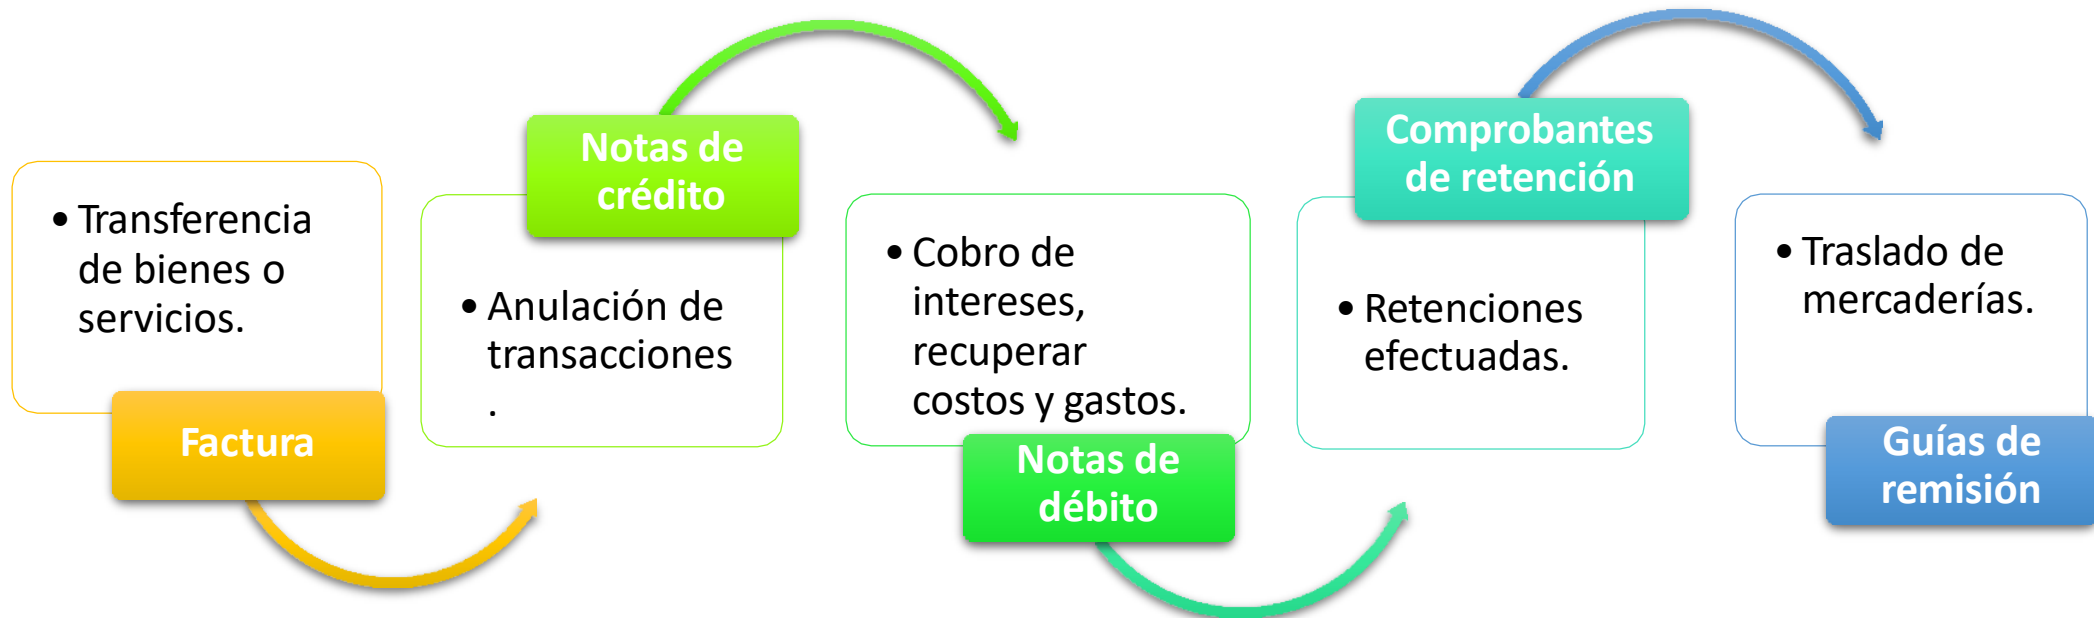 • Transferencia
de bienes o
servicios.
Factura
Notas de
crédito
• Anulación de
transacciones
.
• Cobro de
intereses,
recuperar
costos y gastos.
Notas de
débito
Comprobantes
de retención
• Retenciones
efectuadas.
• Traslado de
mercaderías.
Guías de
remisión